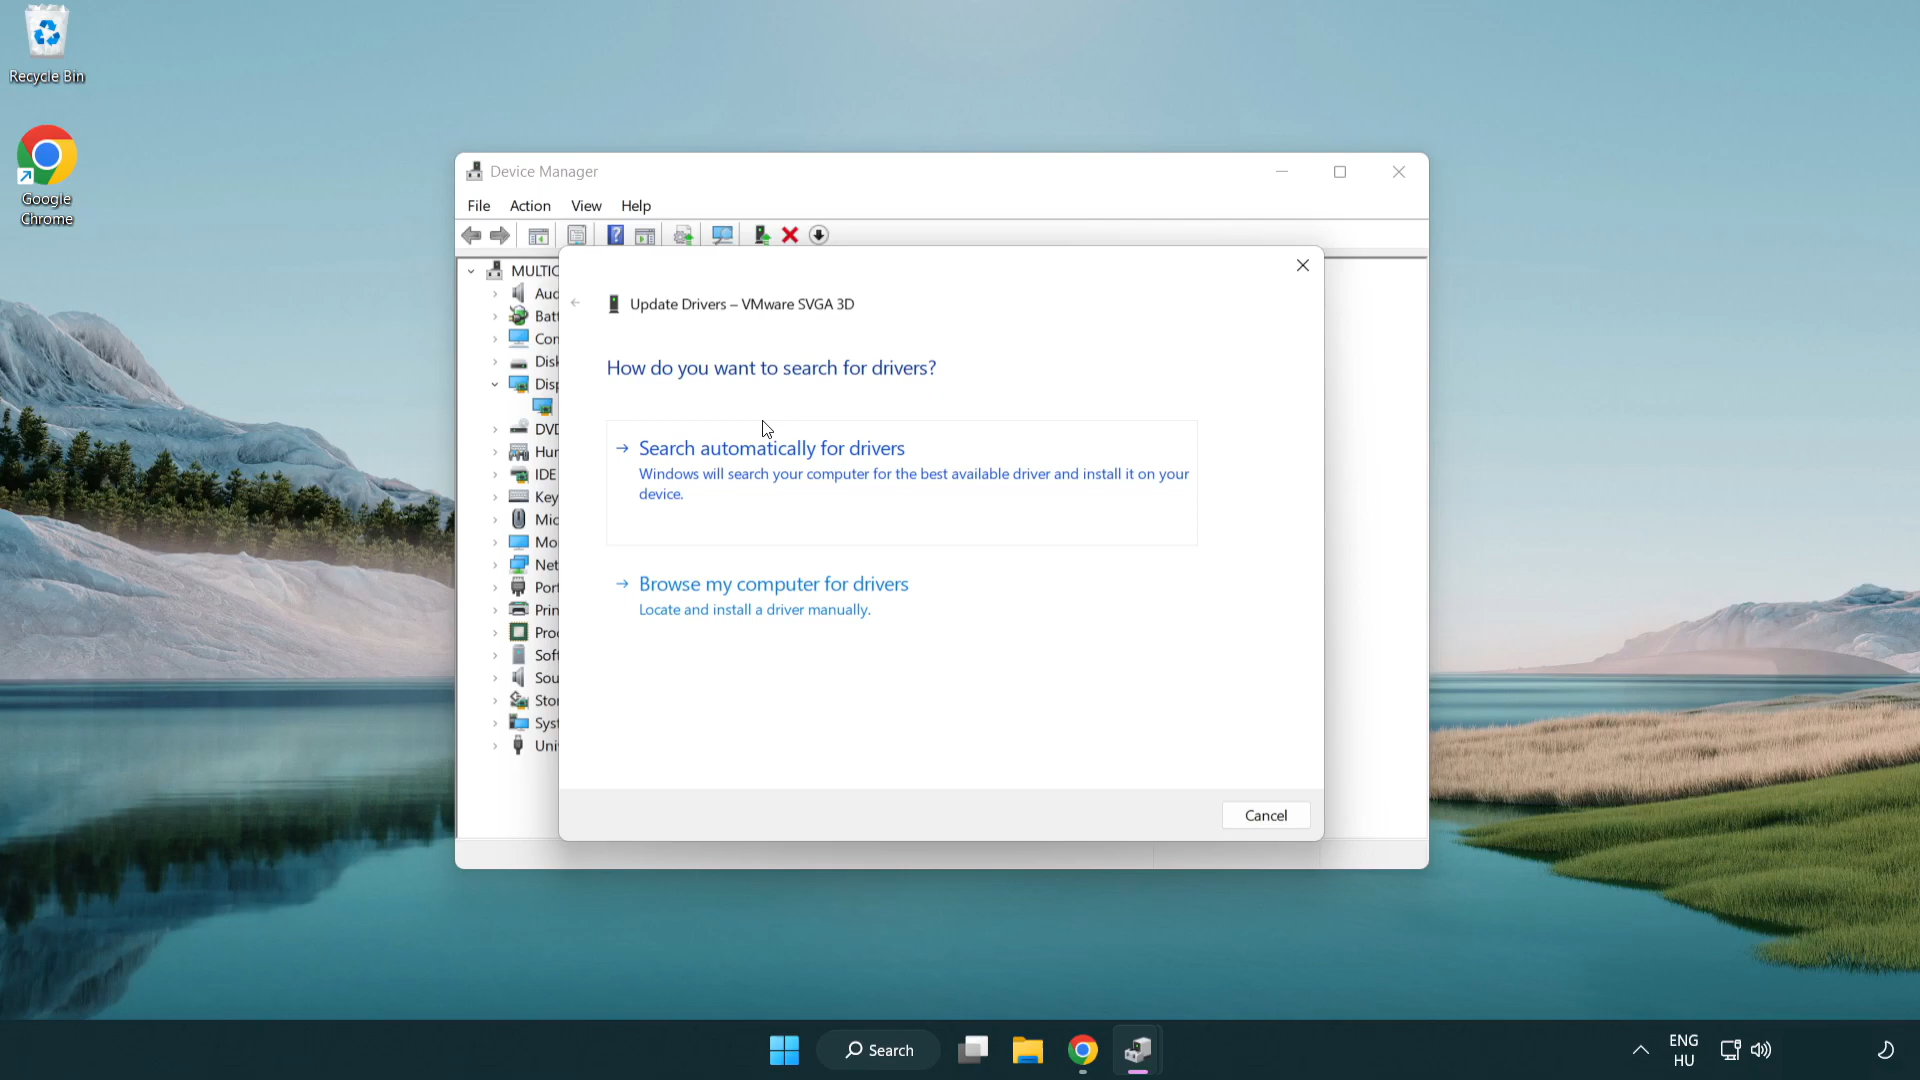 Recycle Bin
Google
Chrome
Device Manager
File Action View Help
MULTIC
Aud
Batt
Con
Disk
Disp
DVD
Hur
IDE
Key
Mic
Mo
Net
Port
Prin
Proc
Soft
Sou
Stor
Syst
Uni
Update Drivers – VMware SVGA 3D
How do you want to search for drivers?
Search automatically for drivers
Windows will search your computer for the best available driver and install it on your
device.
Browse my computer for drivers
Locate and install a driver manually.
Cancel
Search
ENG
HU